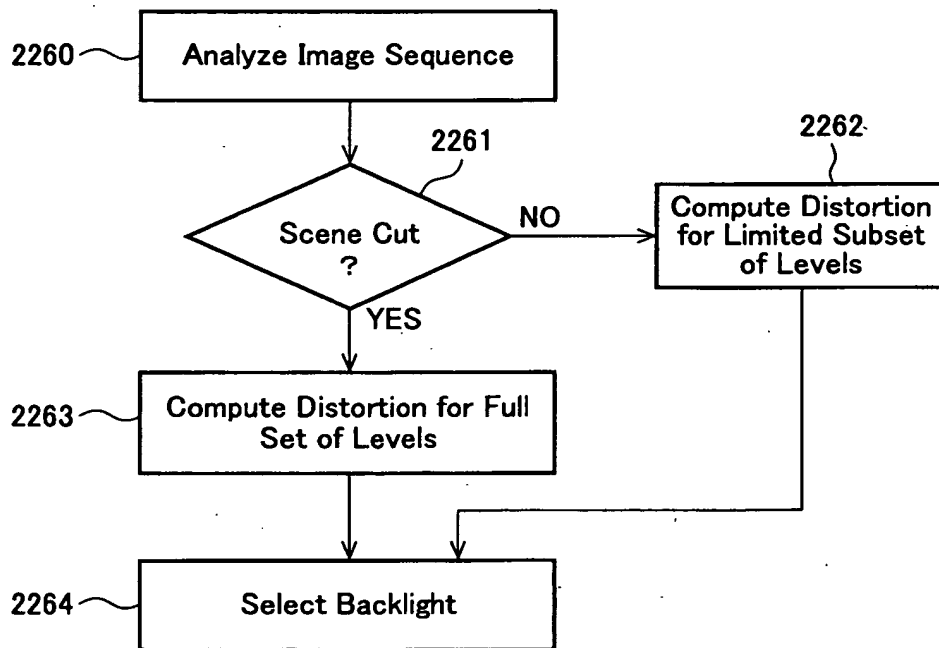 2260
Analyze Image Sequence
2261
2262
Scene Cut
?
NO
Compute Distortion
for Limited Subset
of Levels
YES
2263
Compute Distortion for Full
Set of Levels
2264
Select Backlight